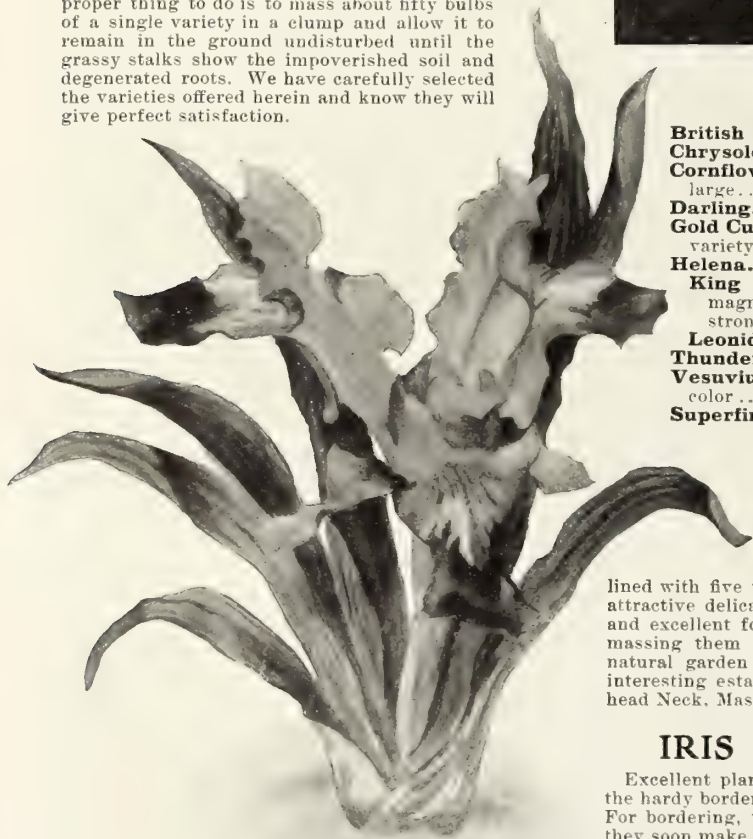 proper thing to do is to mass about fifty bulbs
of a single variety in a clump and allow it to
remain in the ground undisturbed until the
grassy stalks show the impoverished soil and
degenerated roots. We have carefully selected
the varieties offered herein and know they will
give perfect satisfaction.
British
Chrysol
Cornflo
large..
Darling
Gold Cu
variety
Helena.
King
magn
stron
Leonid
Thunde
Vesuviu
color ..
Superfi
lined with five
attractive delic
and excellent fo
massing them
natural garden
interesting esta
head Neck, Mas
IRIS
Excellent plan
the hardy border
For bordering,
they soon make